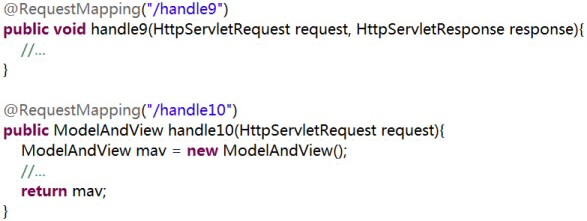 @RequestMapping("/handle9")
public void handle9(HttpServletRequest request, HttpServletResponse response){
//...
}
@RequestMapping("/handle10")
public ModelAndView handle10(HttpServletRequest request){
ModelAndView mav = new ModelAndView();
//...
return mav;
}